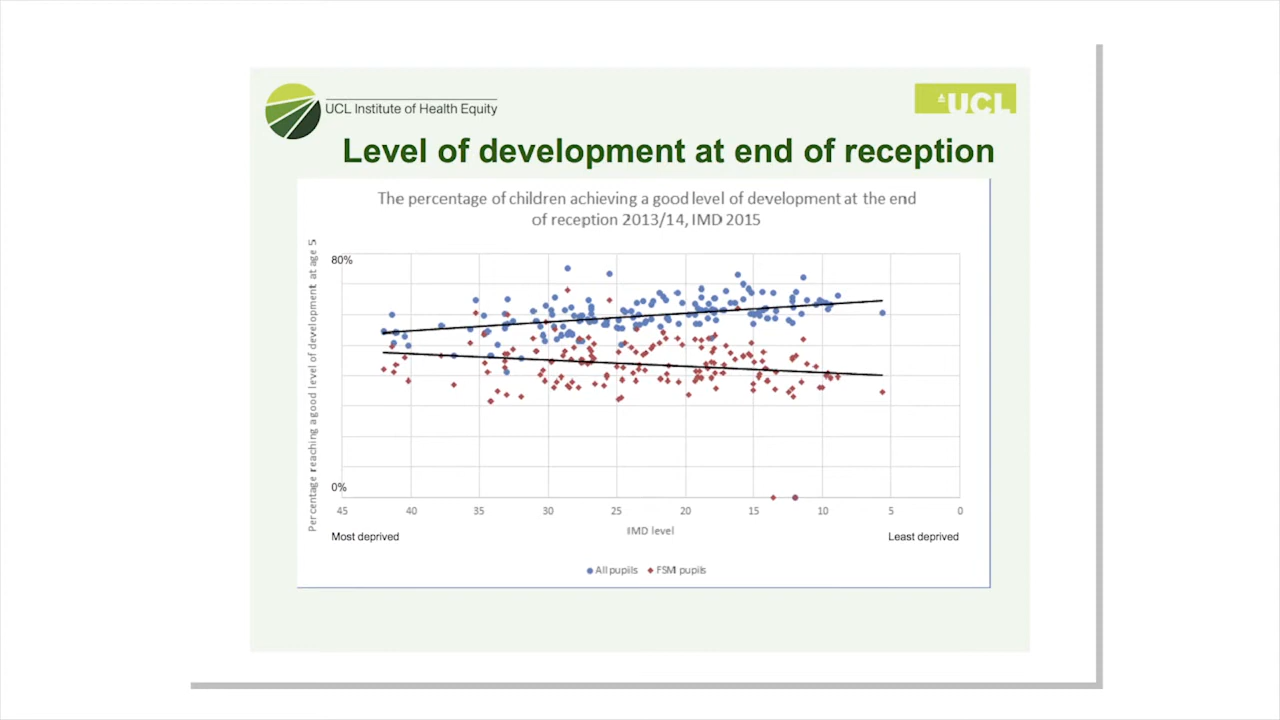 UCL Institute of Health Equity
UCL
Level of development at end of reception
The percentage of children achieving a good level of development at the end
of reception 2013/14, IMD 2015
Percentage reaching a good level of development at age 5
80%
0%
45 40 35 30 25 20 15 10 5 0
IMD level
Most deprived
Least deprived
All pupils FSM pupils